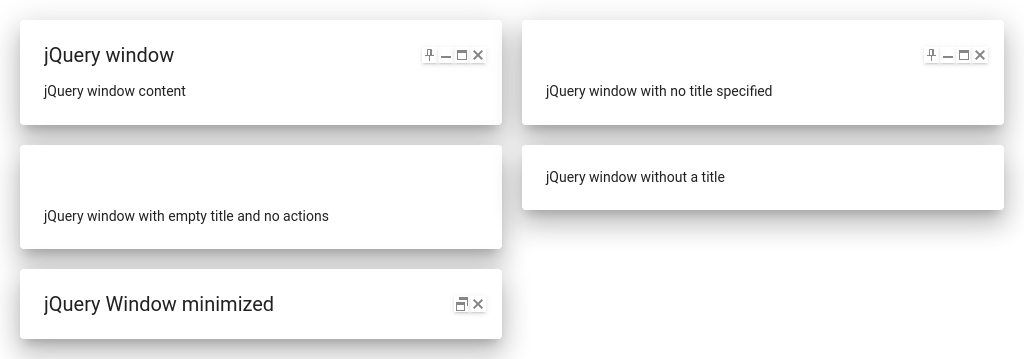 jQuery window
jQuery window content
jQuery window with no title specified
jQuery window with empty title and no actions
jQuery window without a title
jQuery Window minimized